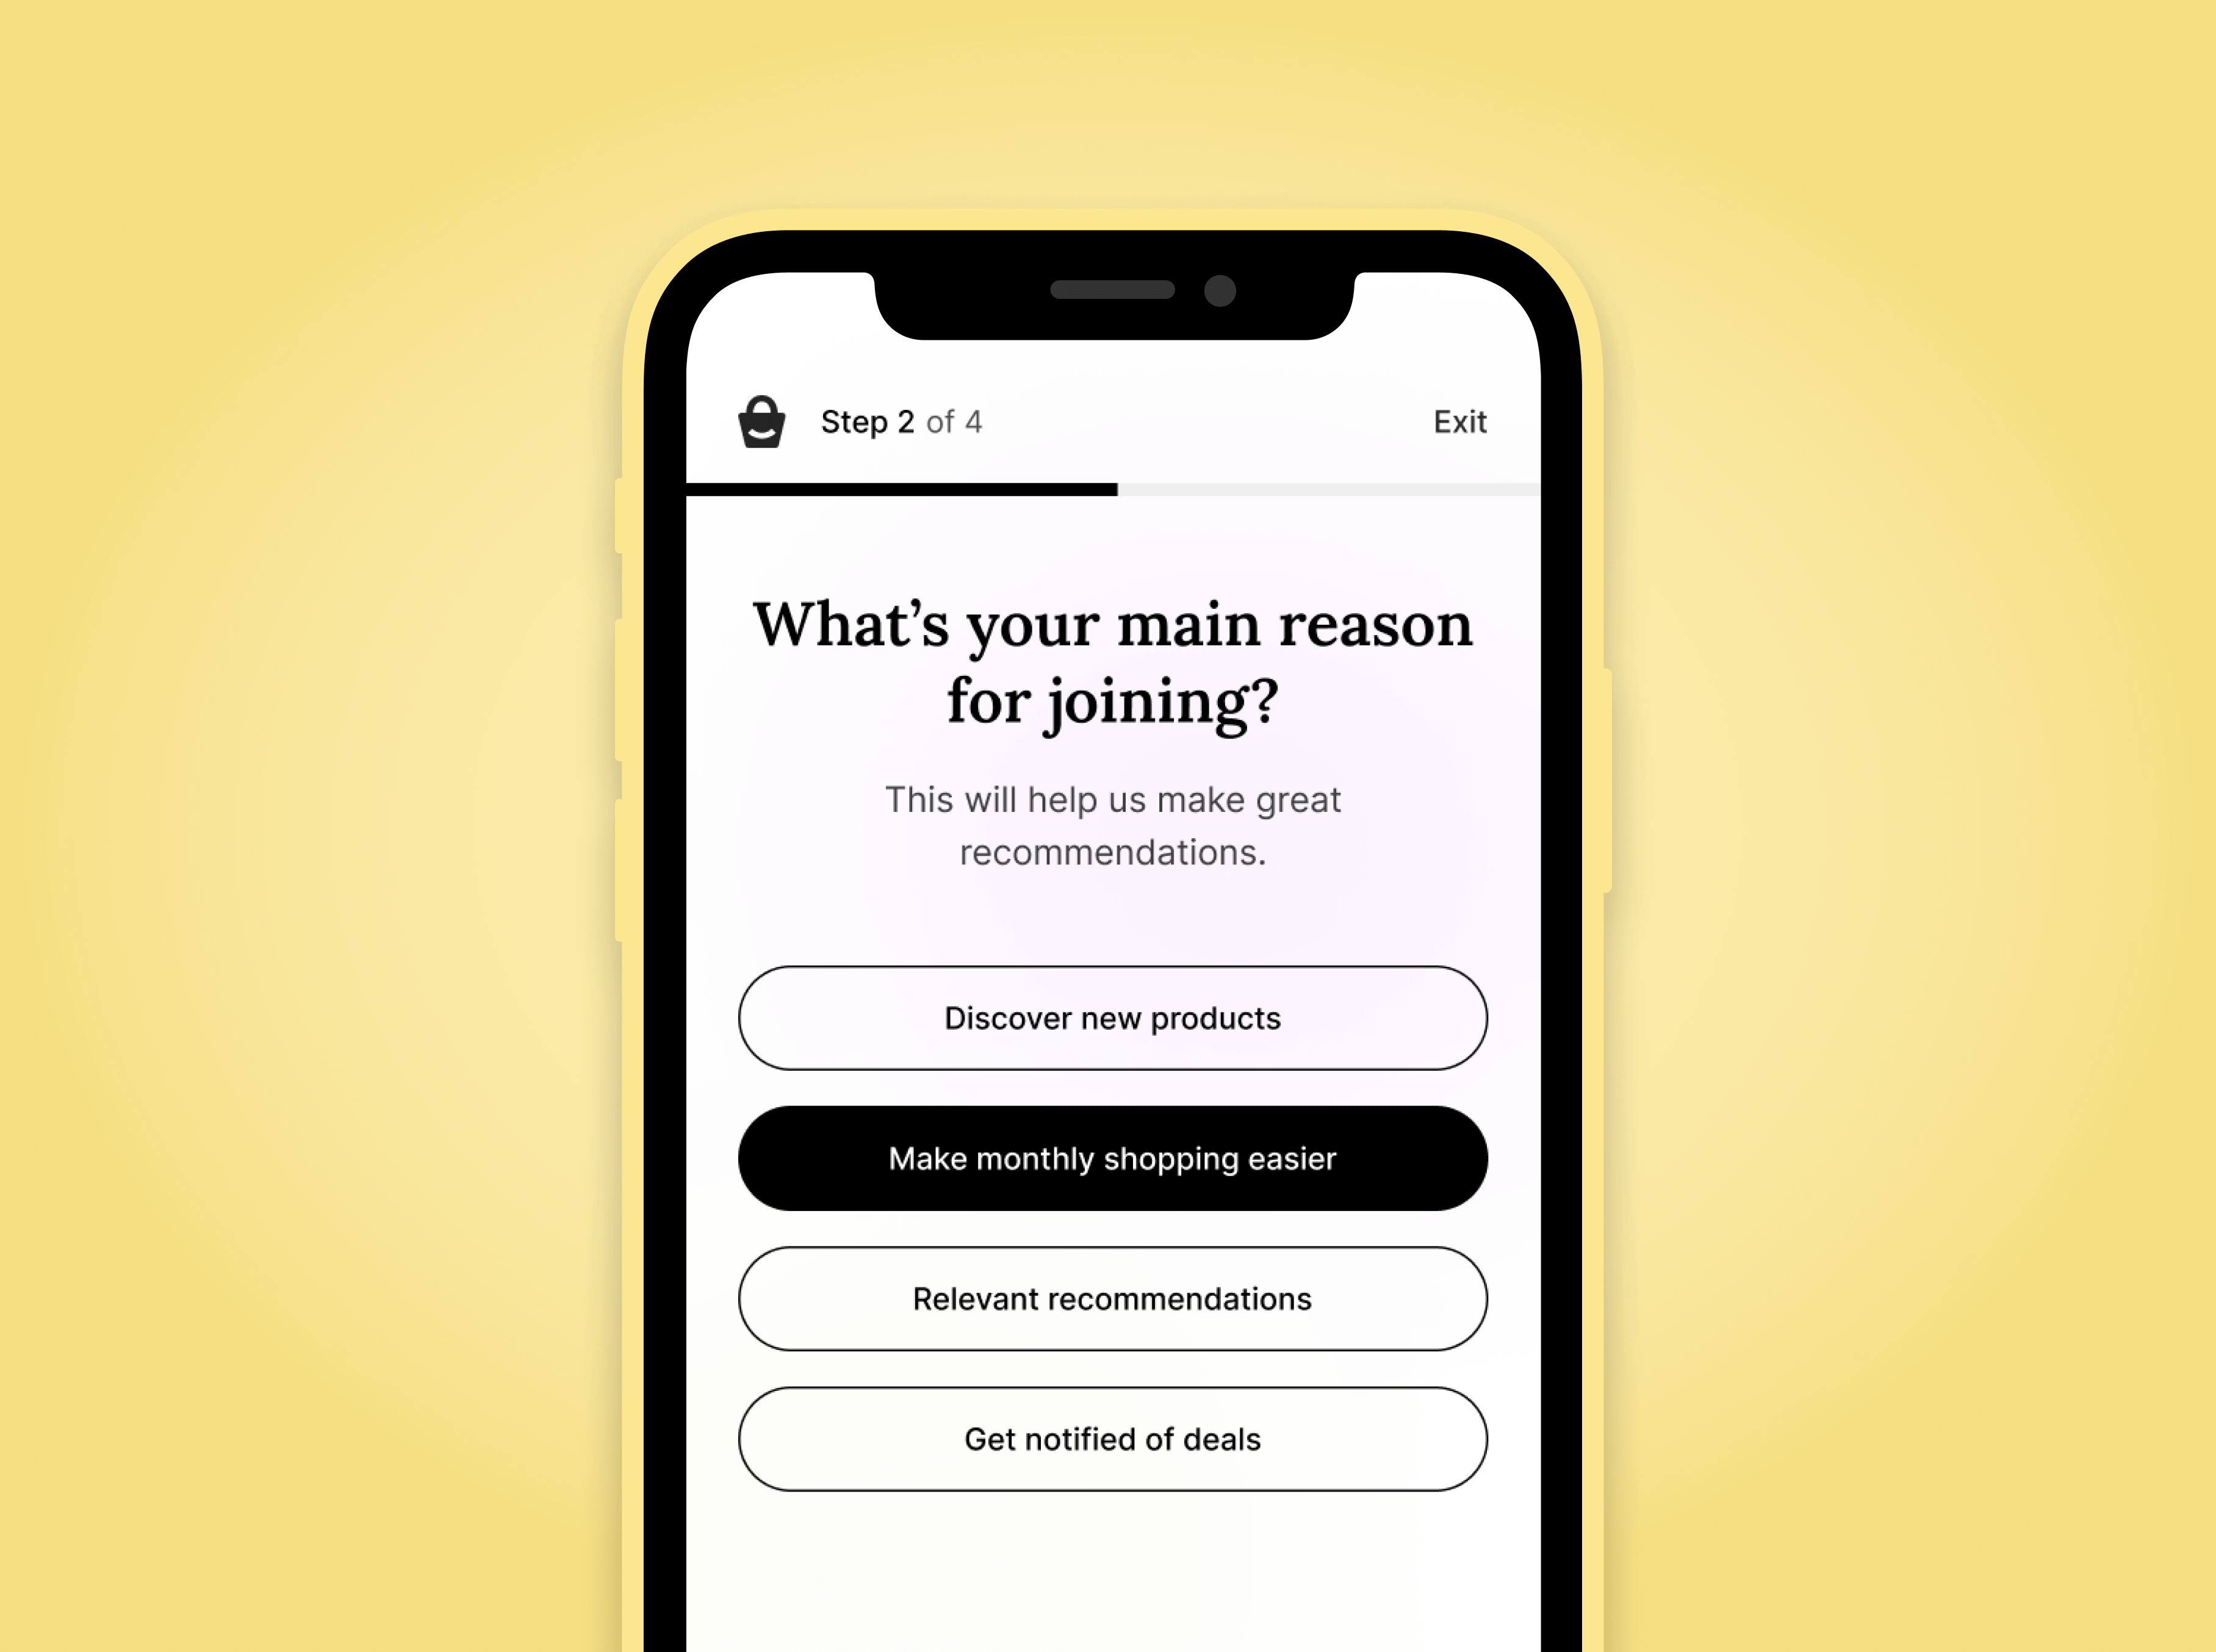 Step 2 of 4
Exit
What’s your main reason
for joining?
This will help us make great
recommendations.
Discover new products
Make monthly shopping easier
Relevant recommendations
Get notified of deals